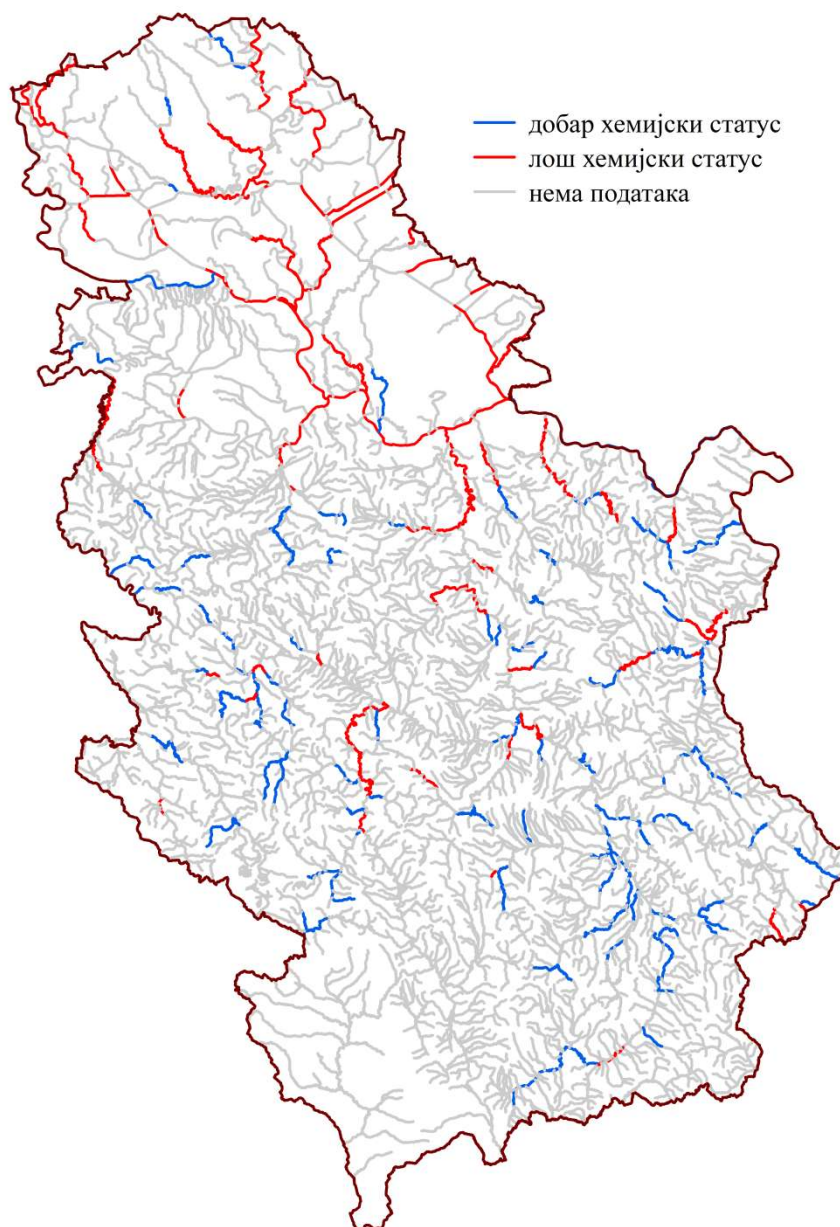 добар хемијски статус
лош хемијски статус
нема података